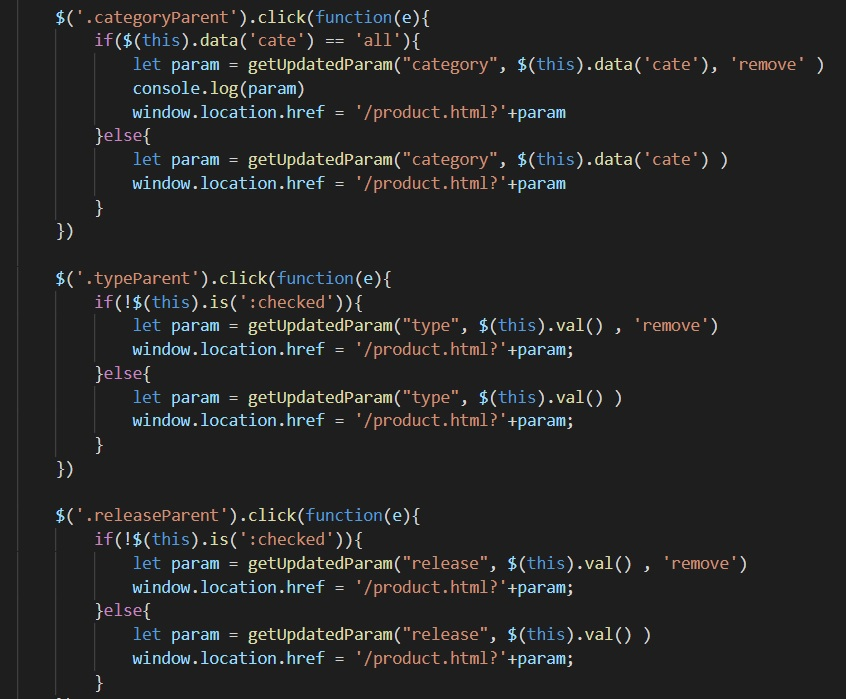 $('.categoryParent').click(function(e){
if($(this).data('cate') == 'all'){
let param = getUpdatedParam("category", $(this).data('cate'), 'remove' )
console.log(param)
window.location.href = '/product.html?'+param
}else{
let param = getUpdatedParam("category", $(this).data('cate') )
window.location.href = '/product.html?'+param
}
})
$('.typeParent').click(function(e){
if(!$(this).is(':checked')){
let param = getUpdatedParam("type", $(this).val() , 'remove')
window.location.href = '/product.html?'+param;
}else{
let param = getUpdatedParam("type", $(this).val() )
window.location.href = '/product.html?'+param;
}
})
$('.releaseParent').click(function(e){
if(!$(this).is(':checked')){
let param = getUpdatedParam("release", $(this).val() , 'remove')
window.location.href = '/product.html?'+param;
}else{
let param = getUpdatedParam("release", $(this).val() )
window.location.href = '/product.html?'+param;
}